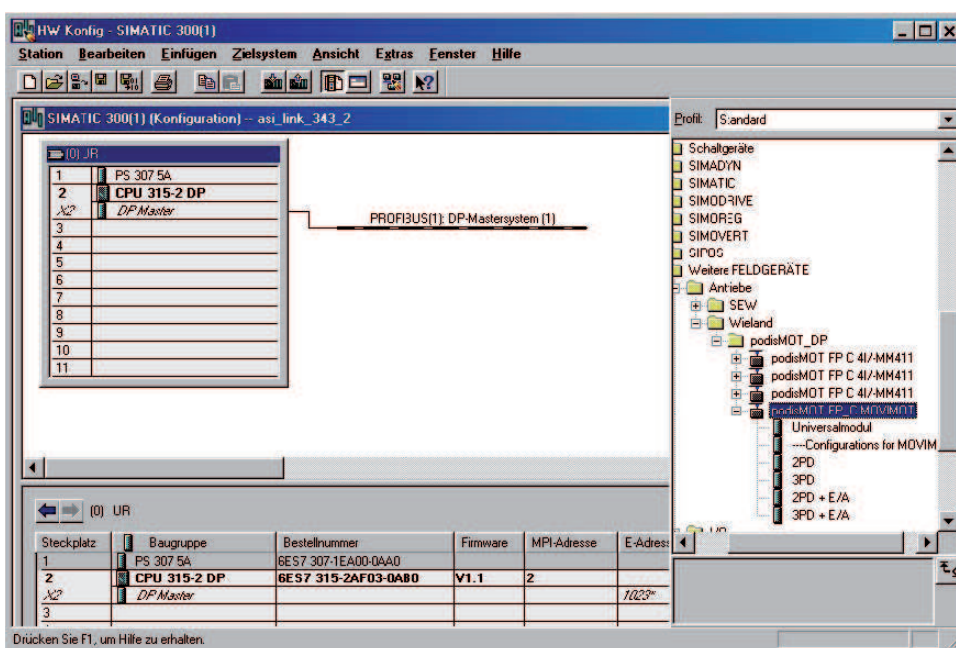 HW Konfig - SIMATIC 300(1)
Station Bearbeiten Einfügen Zielsystem Ansicht Extras Fenster Hilfe
SIMATIC 300(1) (Konfiguration) -- asi_link_343_2
(0) UR
1 PS 307 5A
2 CPU 315-2 DP
X2 DP Master
3
4
5
6
7
8
9
10
11
PROFIBUS(1): DP-Mastersystem (1)
Profil: Standard
Schaltgeräte
SIMADYN
SIMATIC
SIMODRIVE
SIMOREG
SIMOVERT
SIPOS
Weitere FELDGERÄTE
Antriebe
SEW
Wieland
podisMOT_DP
podisMOT FP C 4I/-MM411
podisMOT FP C 4I/-MM411
podisMOT FP C 4I/-MM411
podisMOT FP_C MOVIMOT
Universalmodul
----Configurations for MOVIM
2PD
3PD
2PD + E/A
3PD + E/A
(0) UR
Steckplatz Baugruppe Bestellnummer Firmware MPI-Adresse E-Adress
1 PS 307 5A 6ES7 307-1EA00-0AA0
2 CPU 315-2 DP 6ES7 315-2AF03-0AB0 V1.1 2
X2 DP Master 1023*
3
Drücken Sie F1, um Hilfe zu erhalten.